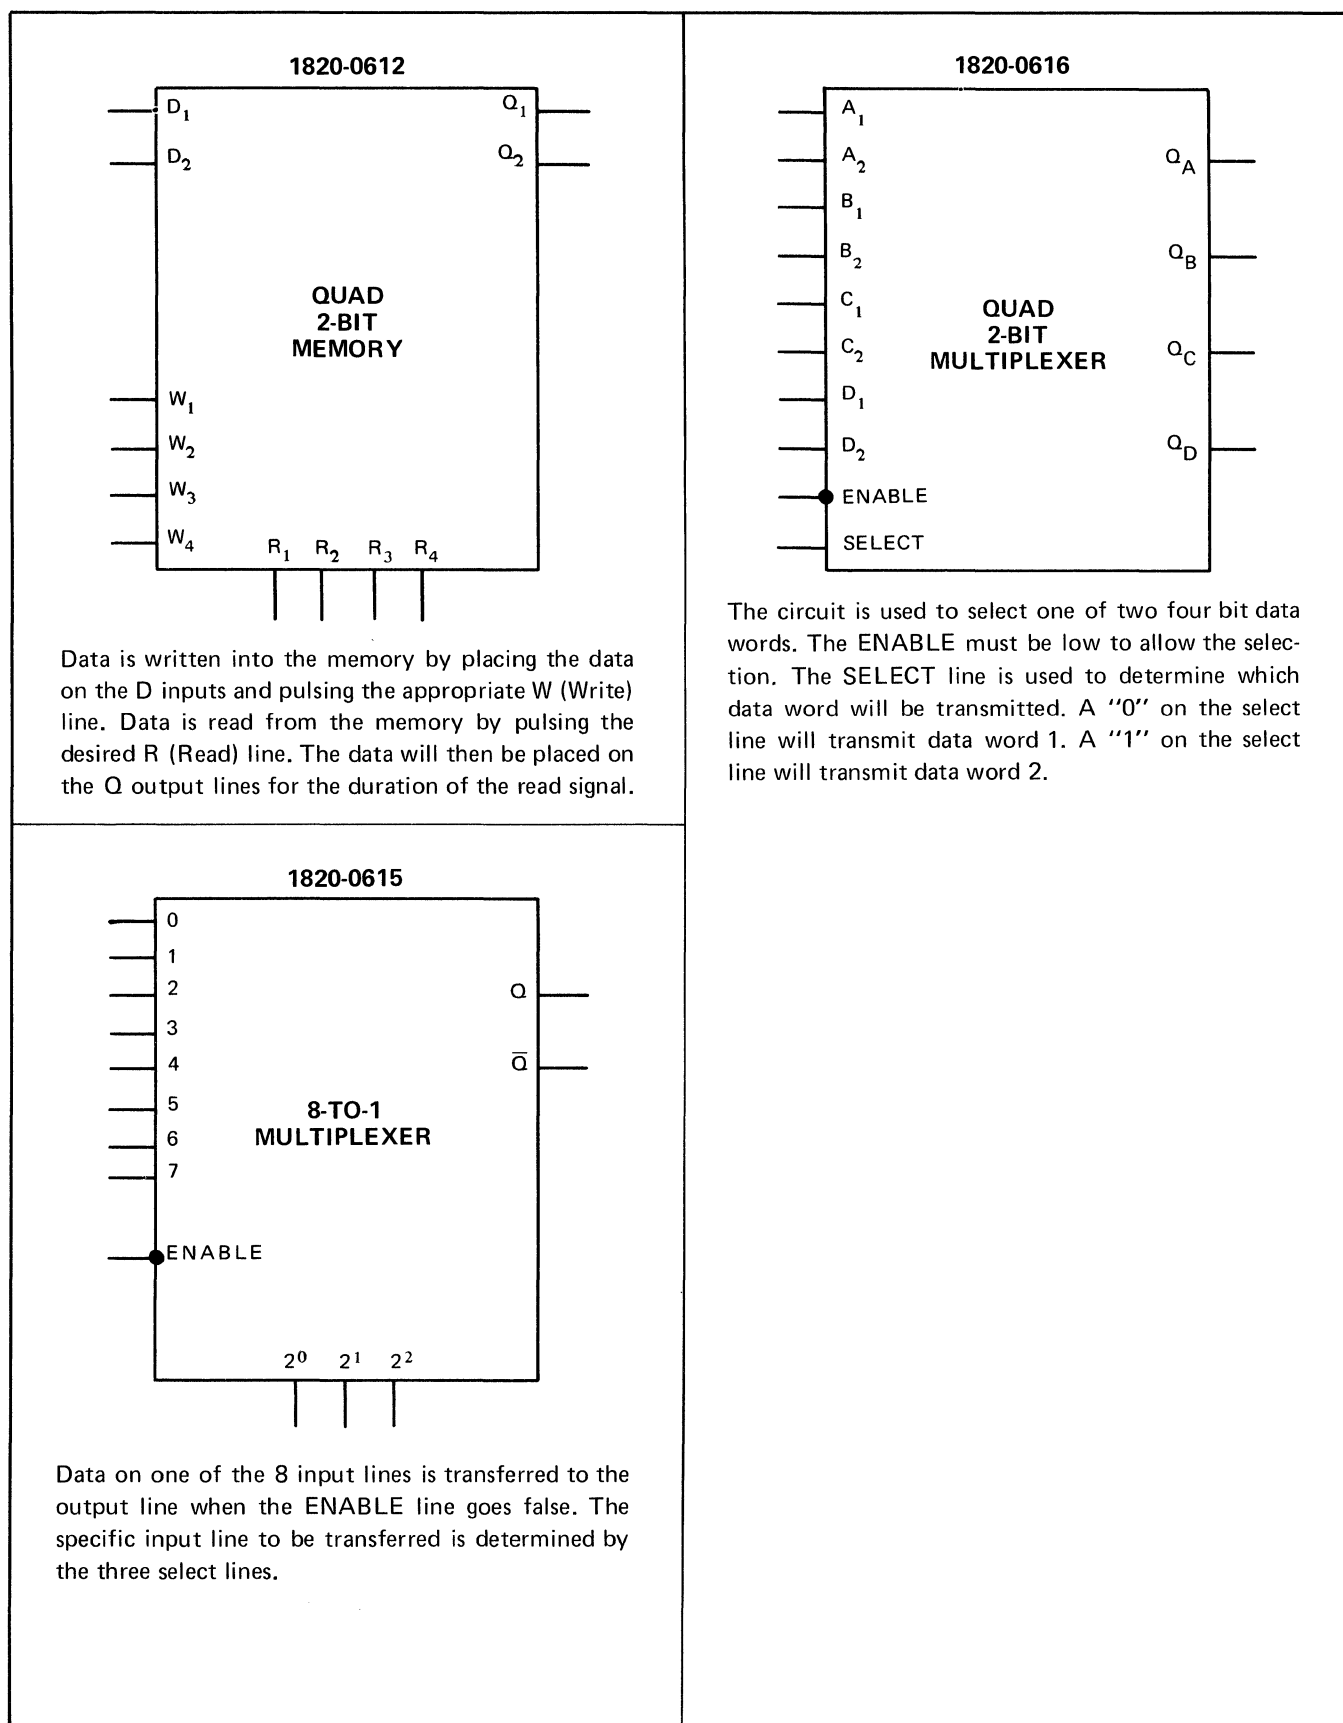 1820-0612
D1 Q1
D2 Q2
QUAD
2-BIT
MEMORY
W1
W2
W3
W4
R1 R2 R3 R4
Data is written into the memory by placing the data
on the D inputs and pulsing the appropriate W (Write)
line. Data is read from the memory by pulsing the
desired R (Read) line. The data will then be placed on
the Q output lines for the duration of the read signal.
1820-0615
0
1
2
3
4
5
6
7
Q
Q̅
8-TO-1
MULTIPLEXER
ENABLE
2⁰ 2¹ 2²
Data on one of the 8 input lines is transferred to the
output line when the ENABLE line goes false. The
specific input line to be transferred is determined by
the three select lines.
1820-0616
A1
A2
B1
B2
C1
C2
D1
D2
ENABLE
SELECT
QUAD
2-BIT
MULTIPLEXER
QA
QB
QC
QD
The circuit is used to select one of two four bit data
words. The ENABLE must be low to allow the selec-
tion. The SELECT line is used to determine which
data word will be transmitted. A "0" on the select
line will transmit data word 1. A "1" on the select
line will transmit data word 2.